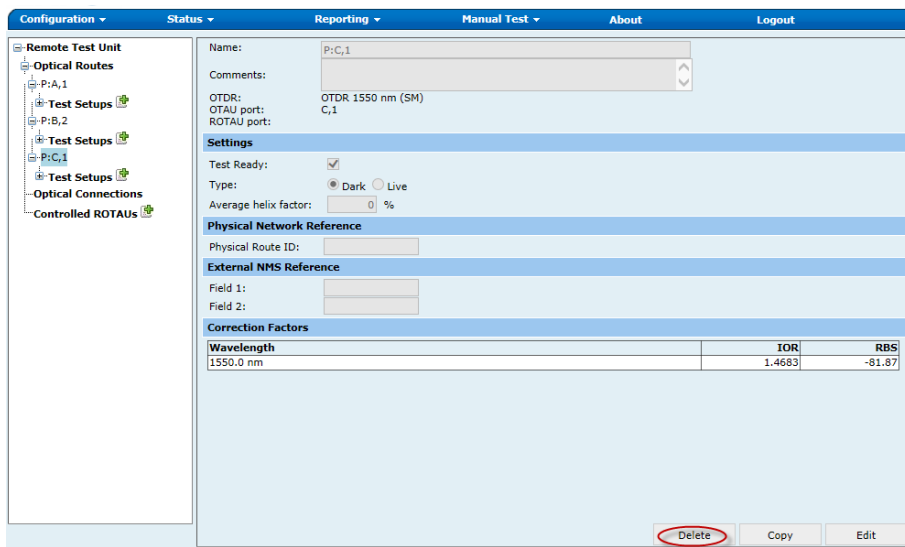 Configuration Status Reporting Manual Test About Logout
Remote Test Unit
Optical Routes
P:A,1
Test Setups
P:B,2
Test Setups
P:C,1
Test Setups
Optical Connections
Controlled ROTAUs
Name: P:C,1
Comments:
OTDR: OTDR 1550 nm (SM)
OTAU port: C,1
ROTAU port:
Settings
Test Ready:
Type: Dark Live
Average helix factor: 0 %
Physical Network Reference
Physical Route ID:
External NMS Reference
Field 1:
Field 2:
Correction Factors
Wavelength IOR RBS
1550.0 nm 1.4683 -81.87
Delete Copy Edit